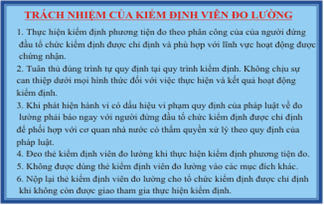 TRÁCH NHIỆM CỦA KIỂM ĐỊNH VIÊN ĐO LƯỜNG
1. Thực hiện kiểm định phương tiện đo theo phân công của của người đứng
đầu tổ chức kiểm định được chỉ định và phù hợp với lĩnh vực hoạt động được
chứng nhận.
2. Tuân thủ đúng trình tự quy định tại quy trình kiểm định. Không chịu sự
can thiệp dưới mọi hình thức đối với việc thực hiện và kết quả hoạt động
kiểm định.
3. Khi phát hiện hành vi có dấu hiệu vi phạm quy định của pháp luật về đo
lường phải báo ngay với người đứng đầu tổ chức kiểm định được chỉ định
để phối hợp với cơ quan nhà nước có thẩm quyền xử lý theo quy định của
pháp luật.
4. Đeo thẻ kiểm định viên đo lường khi thực hiện kiểm định phương tiện đo.
5. Không được dùng thẻ kiểm định viên đo lường vào các mục đích khác.
6. Nộp lại thẻ kiểm định viên đo lường cho tổ chức kiểm định được chỉ định
khi không còn được giao tham gia thực hiện kiểm định.